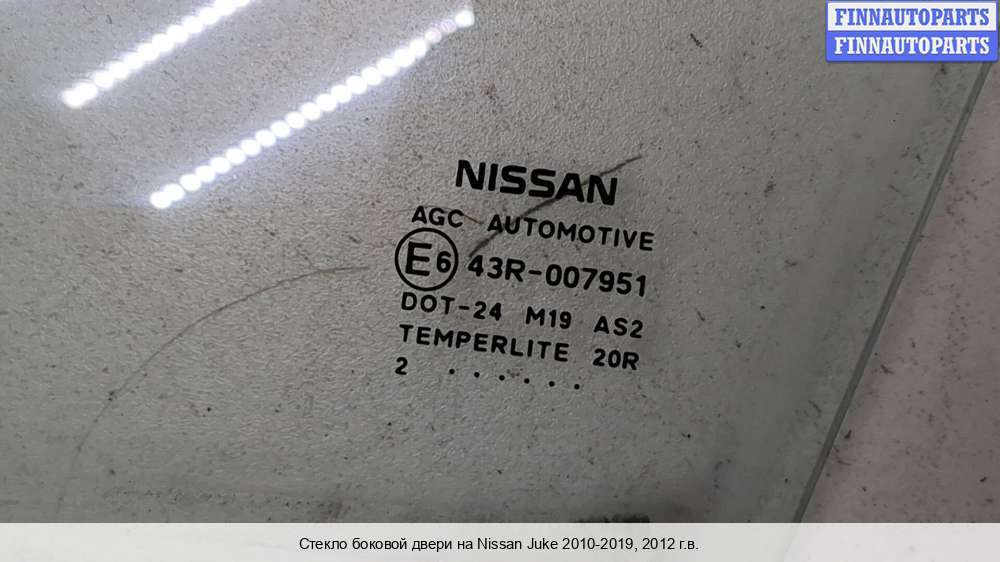 FINNAUTOPARTS
FINNAUTOPARTS
NISSAN
AGC AUTOMOTIVE
E6 43R-007951
DOT-24 M19 AS2
TEMPERLITE 20R
2 . . . . . .
Стекло боковой двери на Nissan Juke 2010-2019, 2012 г.в.